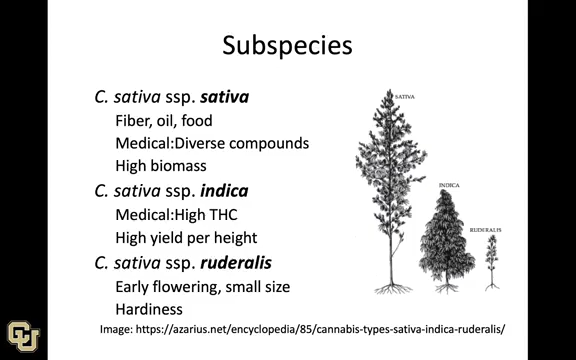 Subspecies
C. sativa ssp. sativa
Fiber, oil, food
Medical:Diverse compounds
High biomass
C. sativa ssp. indica
Medical:High THC
High yield per height
C. sativa ssp. ruderalis
Early flowering, small size
Hardiness
SATIVA
INDICA
RUDERALIS
Image: https://azarius.net/encyclopedia/85/cannabis-types-sativa-indica-ruderalis/
CU